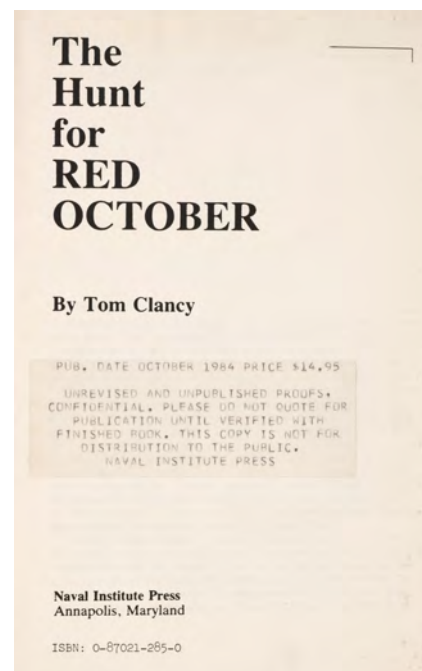 The
Hunt
for
RED
OCTOBER
By Tom Clancy
PUB. DATE OCTOBER 1984 PRICE $14.95
UNREVISED AND UNPUBLISHED PROOFS.
CONFIDENTIAL. PLEASE DO NOT QUOTE FOR
PUBLICATION UNTIL VERIFIED WITH
FINISHED BOOK. THIS COPY IS NOT FOR
DISTRIBUTION TO THE PUBLIC.
NAVAL INSTITUTE PRESS
Naval Institute Press
Annapolis, Maryland
ISBN: 0-87021-285-0